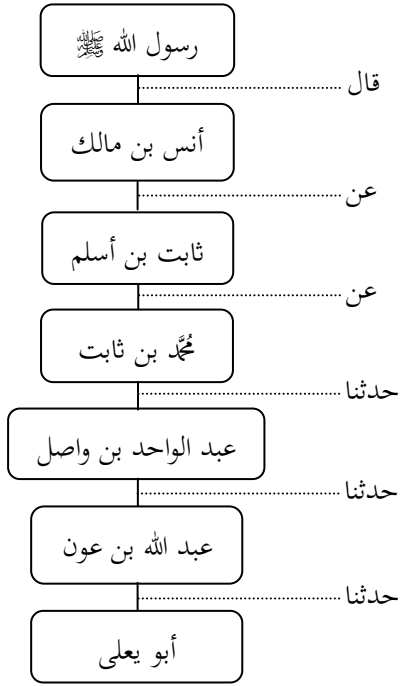 رسول الله ﷺ
قال
أنس بن مالك
عن
ثابت بن أسلم
عن
مُحَمَّد بن ثابت
حدثنا
عبد الواحد بن واصل
حدثنا
عبد الله بن عون
حدثنا
أبو يعلى